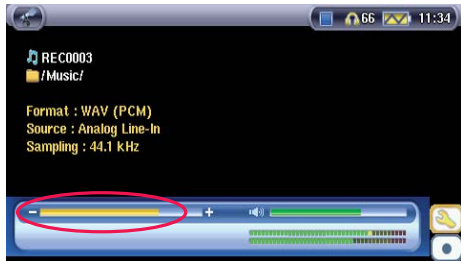 66 11:34
REC0003
/Music/
Format : WAV (PCM)
Source : Analog Line-In
Sampling : 44.1 kHz
- +